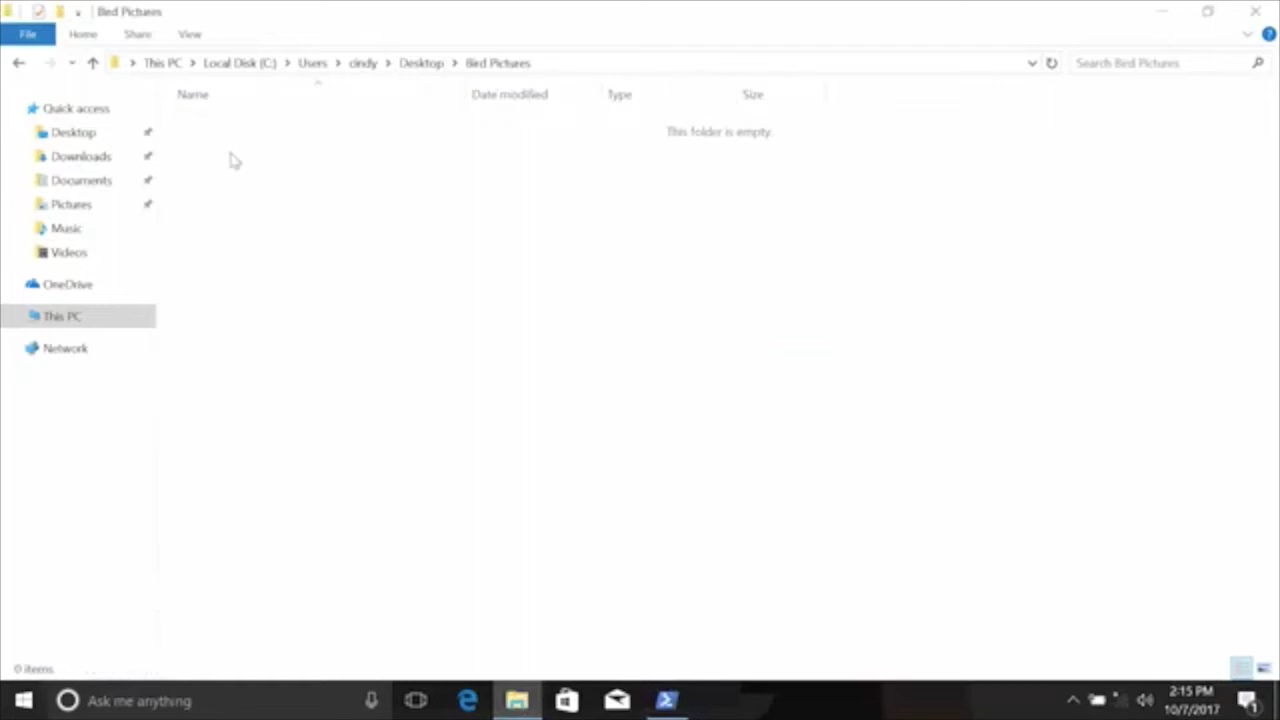 Bird Pictures
File Home Share View
This PC Local Disk (C:) Users cindy Desktop Bird Pictures Search Bird Pictures
Name Date modified Type Size
This folder is empty.
Quick access
Desktop
Downloads
Documents
Pictures
Music
Videos
OneDrive
This PC
Network
0 items
Ask me anything
2:15 PM
10/7/2017
1